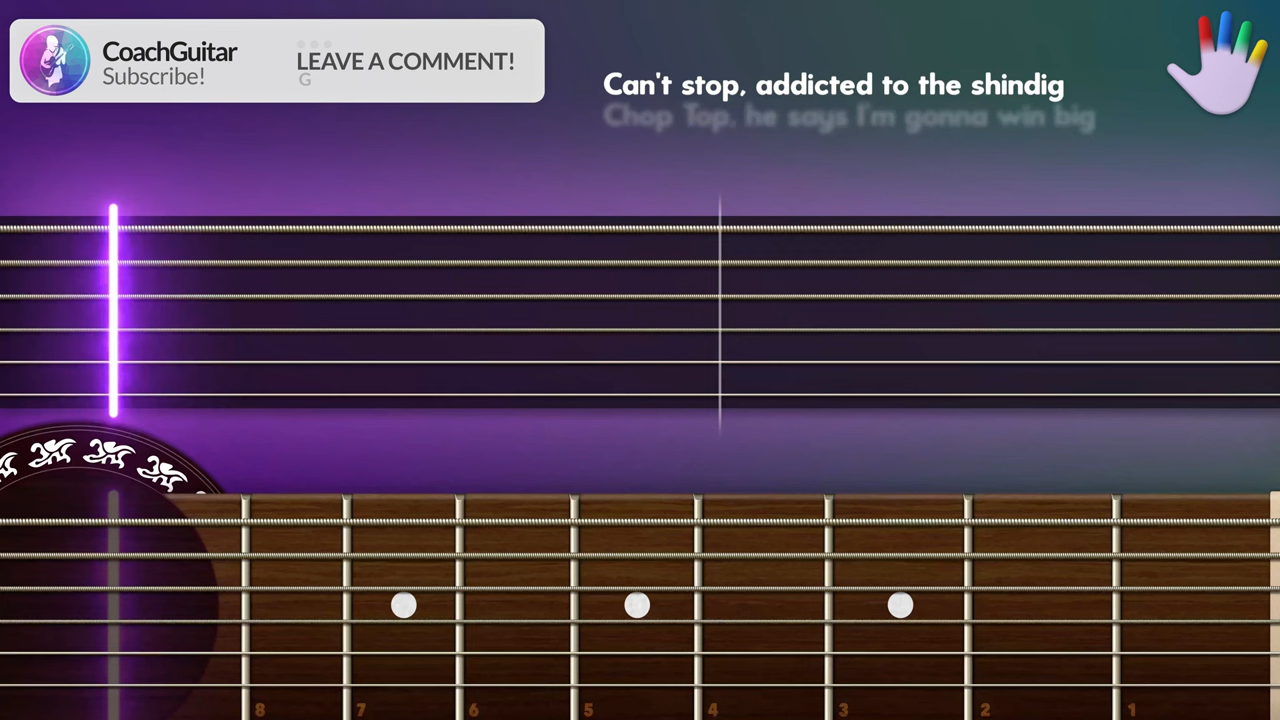 CoachGuitar
Subscribe!
LEAVE A COMMENT!
G
Can't stop, addicted to the shindig
Chop Top, he says I'm gonna win big
8 7 6 5 4 3 2 1